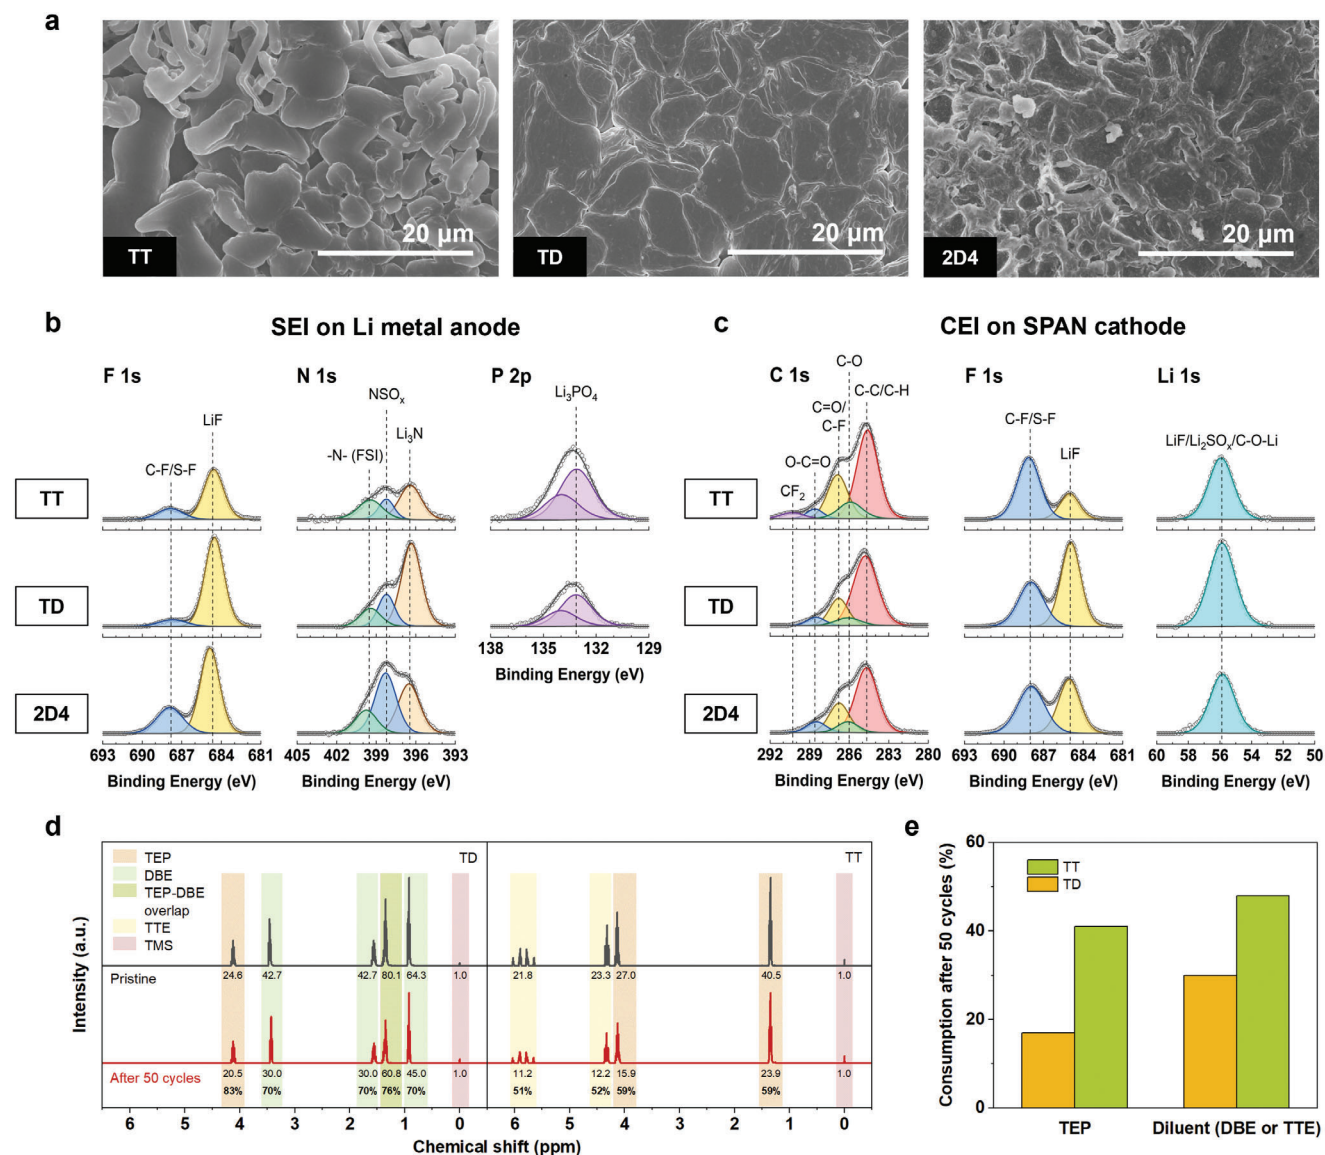 a
20 µm
TT
20 µm
TD
20 µm
2D4
b
SEI on Li metal anode
F 1s
N 1s
P 2p
LiF
C-F/S-F
NSOx
-N- (FSI)
Li3N
Li3PO4
TT
TD
2D4
693 690 687 684 681
Binding Energy (eV)
405 402 399 396 393
Binding Energy (eV)
138 135 132 129
Binding Energy (eV)
c
CEI on SPAN cathode
C 1s
F 1s
Li 1s
C-O
C-C/C-H
C=O/
C-F
O-C=O
CF2
C-F/S-F
LiF
LiF/Li2SOx/C-O-Li
TT
TD
2D4
292 289 286 283 280
Binding Energy (eV)
693 690 687 684 681
Binding Energy (eV)
60 58 56 54 52 50
Binding Energy (eV)
d
Intensity (a.u.)
TEP
DBE
TEP-DBE
overlap
TTE
TMS
TD
TT
Pristine
24.6 42.7 42.7 80.1 64.3 1.0
21.8 23.3 27.0 40.5 1.0
After 50 cycles
20.5 30.0 30.0 60.8 45.0 1.0
83% 70% 70% 76% 70%
11.2 12.2 15.9 23.9 1.0
51% 52% 59% 59%
6 5 4 3 2 1 0 6 5 4 3 2 1 0
Chemical shift (ppm)
e
Consumption after 50 cycles (%)
60
40
20
0
TT
TD
TEP
Diluent (DBE or TTE)